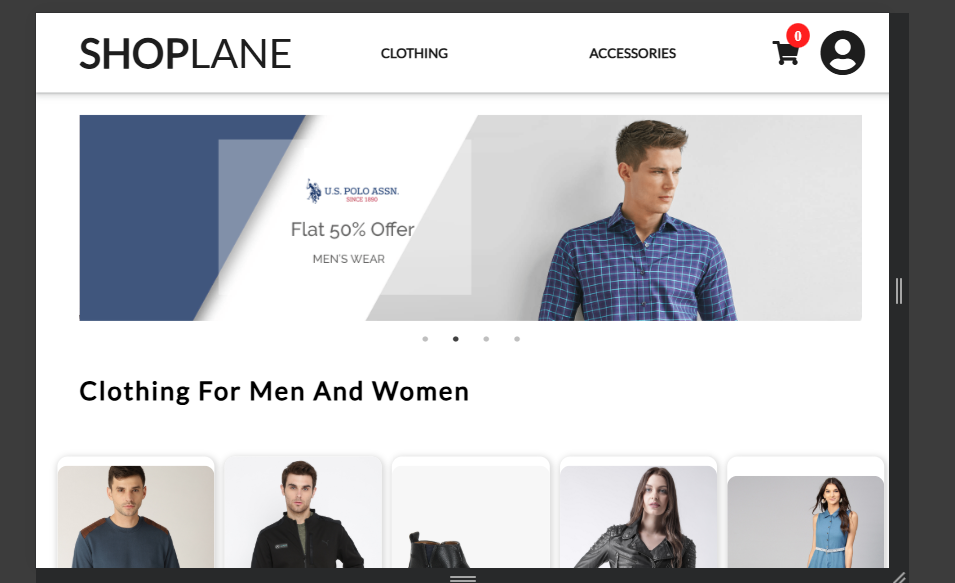 SHOPLANE
CLOTHING
ACCESSORIES
0
U.S. POLO ASSN.
SINCE 1890
Flat 50% Offer
MEN'S WEAR
Clothing For Men And Women